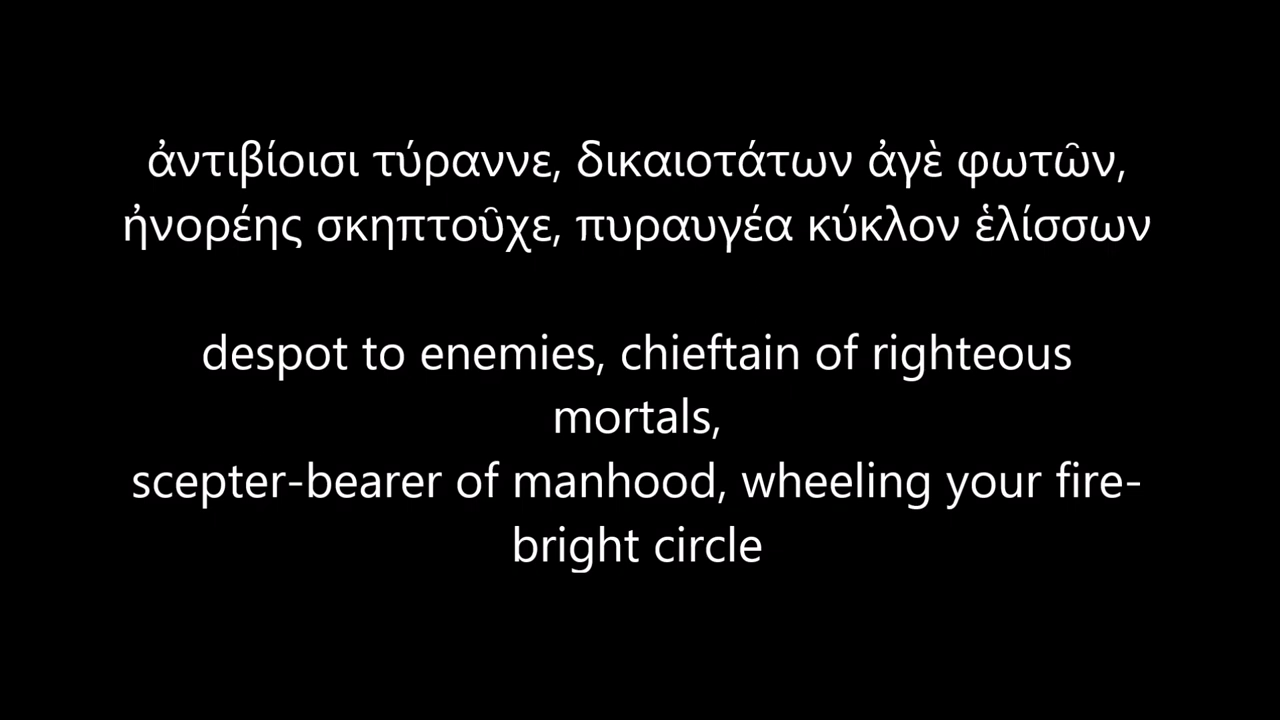 ἀντιβίοισι τύραννε, δικαιοτάτων ἀγὲ φωτῶν,
ἠνορέης σκηπτοῦχε, πυραυγέα κύκλον ἑλίσσων
despot to enemies, chieftain of righteous
mortals,
scepter-bearer of manhood, wheeling your fire-
bright circle